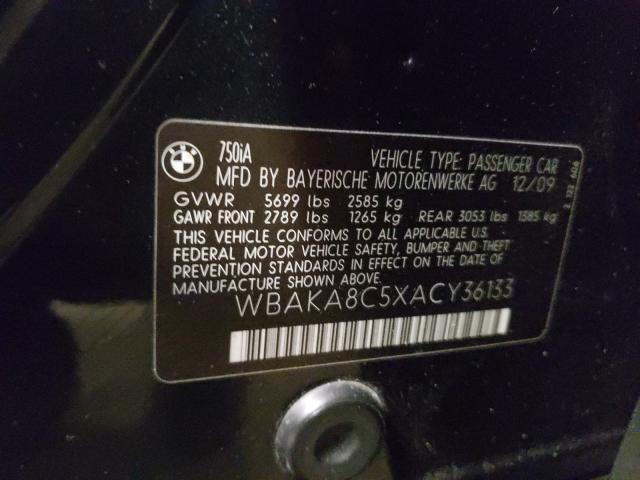 BMW
750iA
VEHICLE TYPE: PASSENGER CAR
MFD BY BAYERISCHE MOTORENWERKE AG 12/09
GVWR 5699 lbs 2585 kg
GAWR FRONT 2789 lbs 1265 kg REAR 3053 lbs 1385 kg
THIS VEHICLE CONFORMS TO ALL APPLICABLE U.S.
FEDERAL MOTOR VEHICLE SAFETY, BUMPER AND THEFT
PREVENTION STANDARDS IN EFFECT ON THE DATE OF
MANUFACTURE SHOWN ABOVE
WBAKA8C5XACY36133